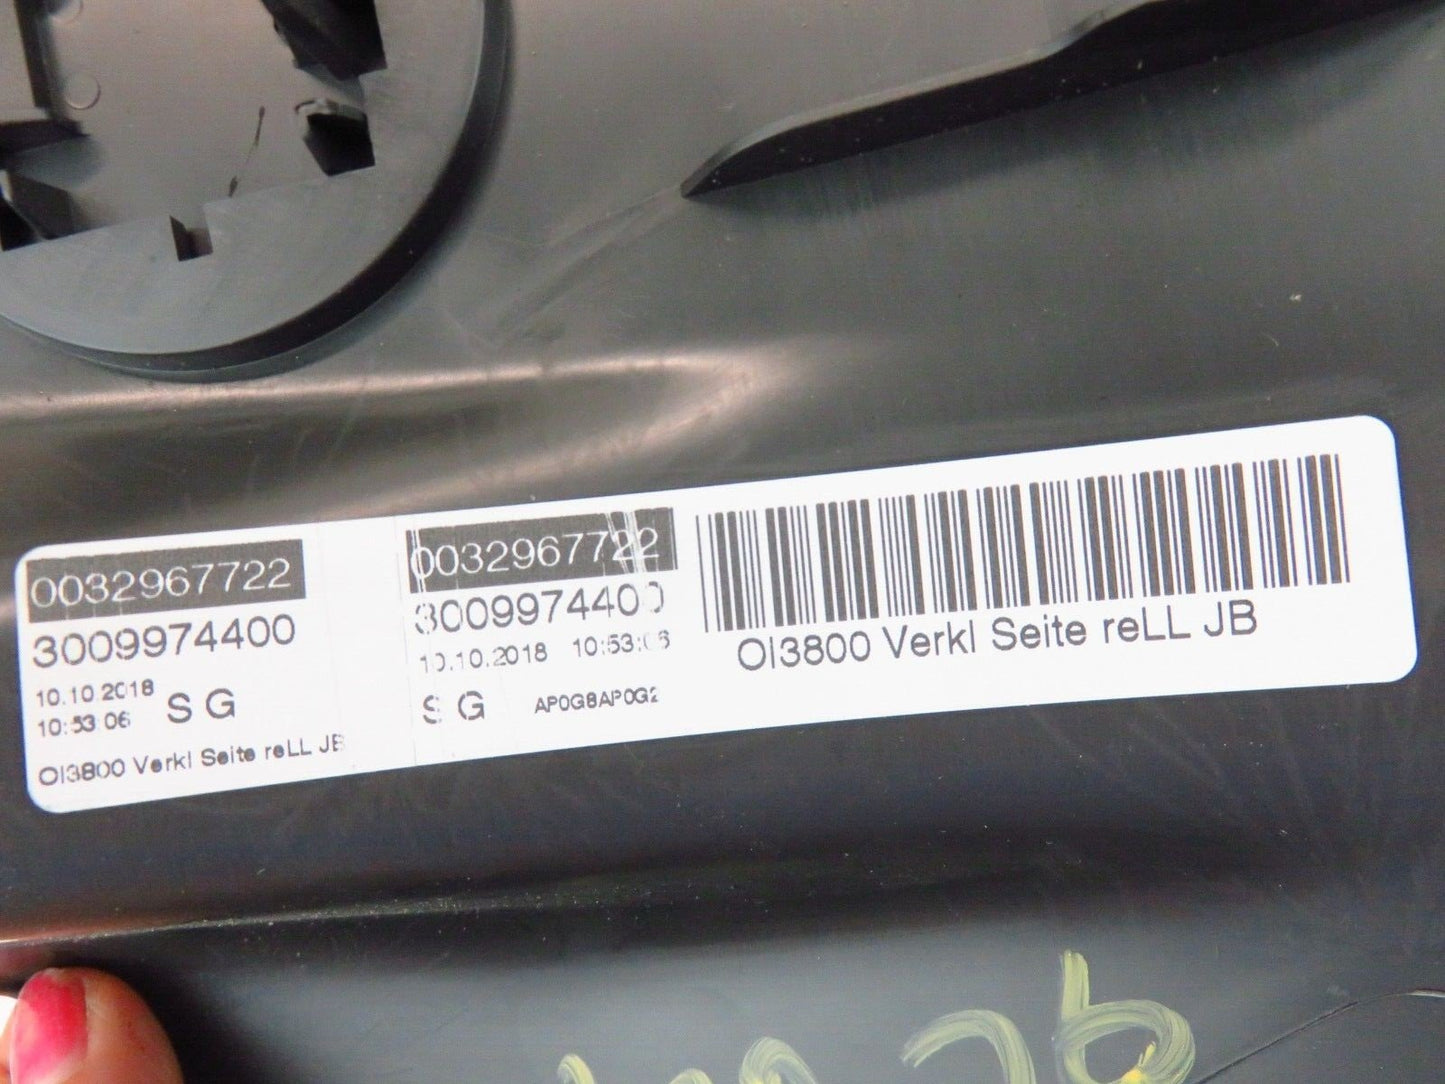 0032967722
3009974400
10.10.2018
10:53:06 S G
OI3800 Verkl Seite reLL JB
0032967722
3009974400
10.10.2018 10:53:06
S G AP0G8AP0G2
OI3800 Verkl Seite reLL JB